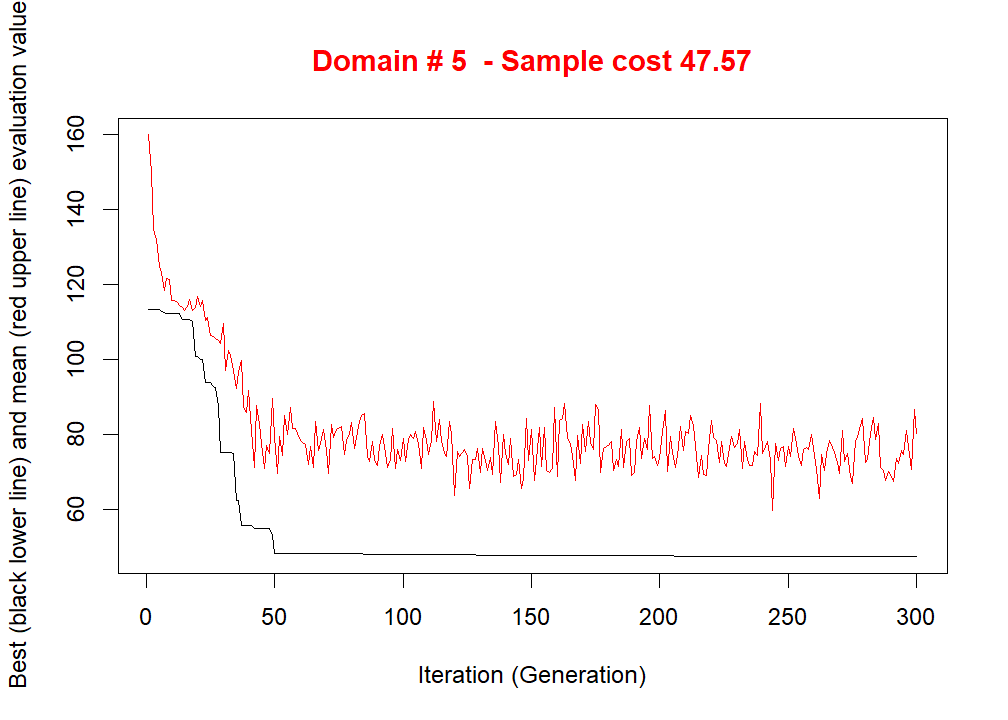 Domain # 5  - Sample cost 47.57
Best (black lower line) and mean (red upper line) evaluation value
160
140
120
100
80
60
0 50 100 150 200 250 300
Iteration (Generation)